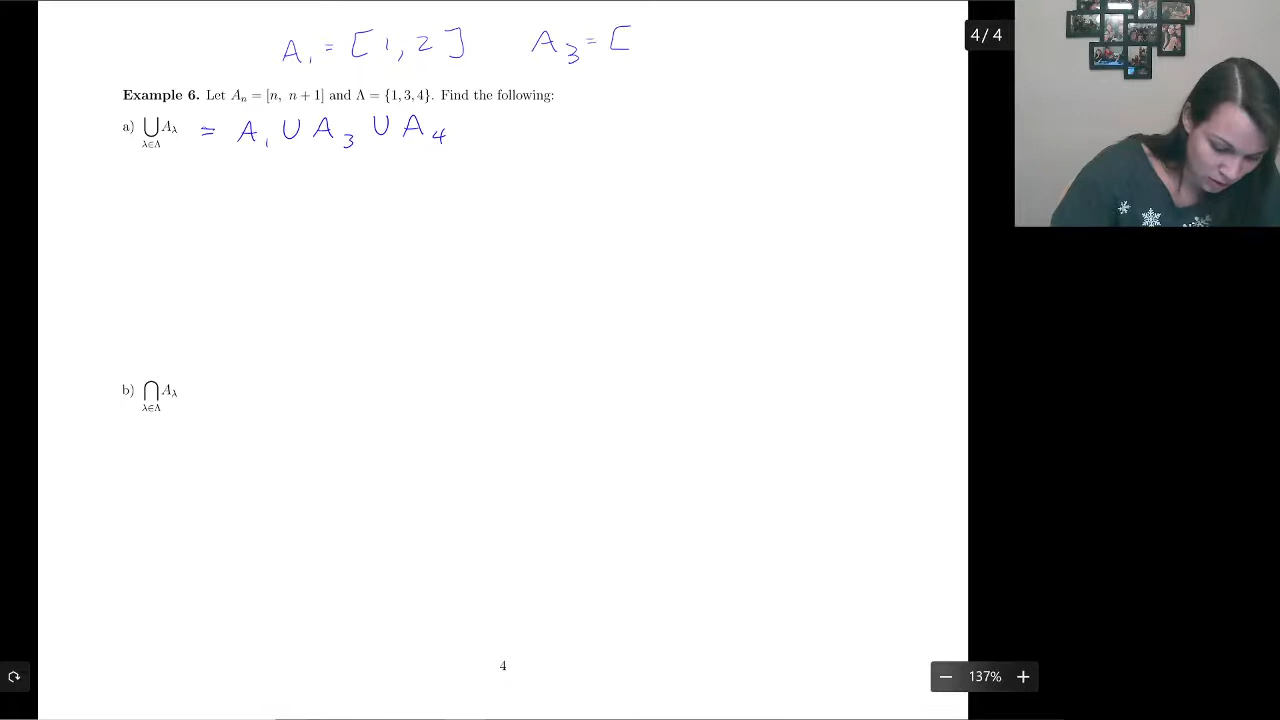 A₁ = [1, 2] A₃ = [
4/4
Example 6. Let Aₙ = [n, n + 1] and Λ = {1, 3, 4}. Find the following:
a) ⋃_{λ∈Λ} A_λ = A₁ ∪ A₃ ∪ A₄
b) ⋂_{λ∈Λ} A_λ
4
− 137% +